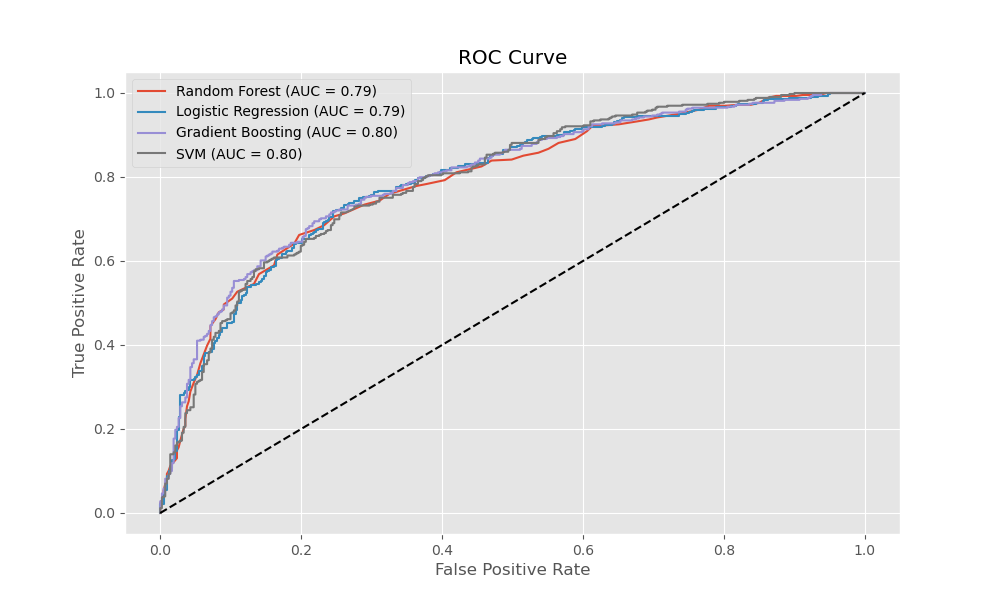 ROC Curve
Random Forest (AUC = 0.79)
Logistic Regression (AUC = 0.79)
Gradient Boosting (AUC = 0.80)
SVM (AUC = 0.80)
True Positive Rate
1.0
0.8
0.6
0.4
0.2
0.0
0.0 0.2 0.4 0.6 0.8 1.0
False Positive Rate